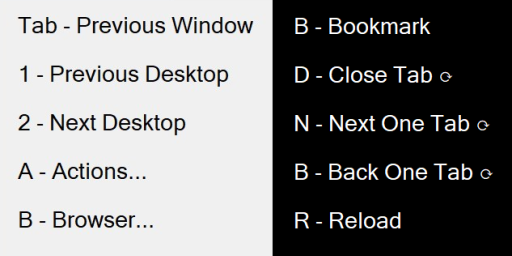 Tab - Previous Window
1 - Previous Desktop
2 - Next Desktop
A - Actions...
B - Browser...
B - Bookmark
D - Close Tab ⟳
N - Next One Tab ⟳
B - Back One Tab ⟳
R - Reload